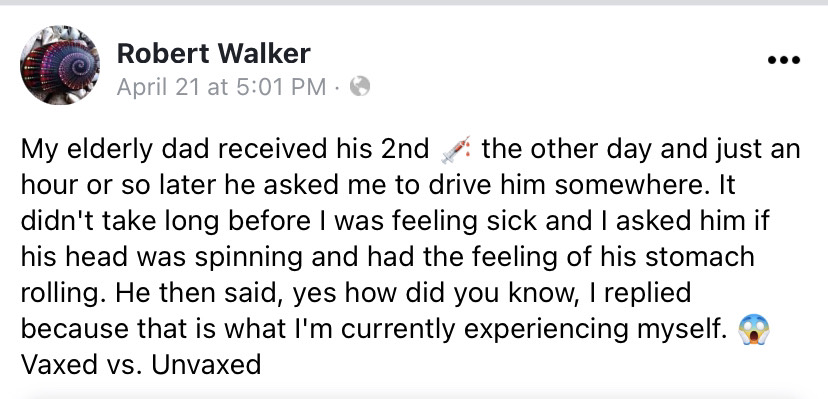 Robert Walker
April 21 at 5:01 PM ·
My elderly dad received his 2nd 💉 the other day and just an
hour or so later he asked me to drive him somewhere. It
didn't take long before I was feeling sick and I asked him if
his head was spinning and had the feeling of his stomach
rolling. He then said, yes how did you know, I replied
because that is what I'm currently experiencing myself. 😱
Vaxed vs. Unvaxed